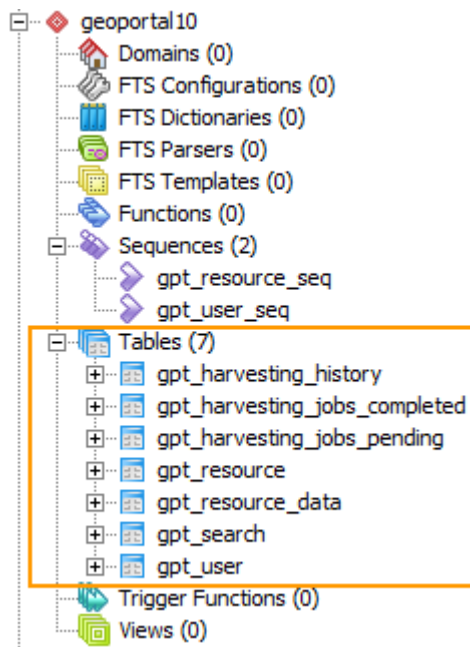 geoportal10
Domains (0)
FTS Configurations (0)
FTS Dictionaries (0)
FTS Parsers (0)
FTS Templates (0)
Functions (0)
Sequences (2)
gpt_resource_seq
gpt_user_seq
Tables (7)
gpt_harvesting_history
gpt_harvesting_jobs_completed
gpt_harvesting_jobs_pending
gpt_resource
gpt_resource_data
gpt_search
gpt_user
Trigger Functions (0)
Views (0)